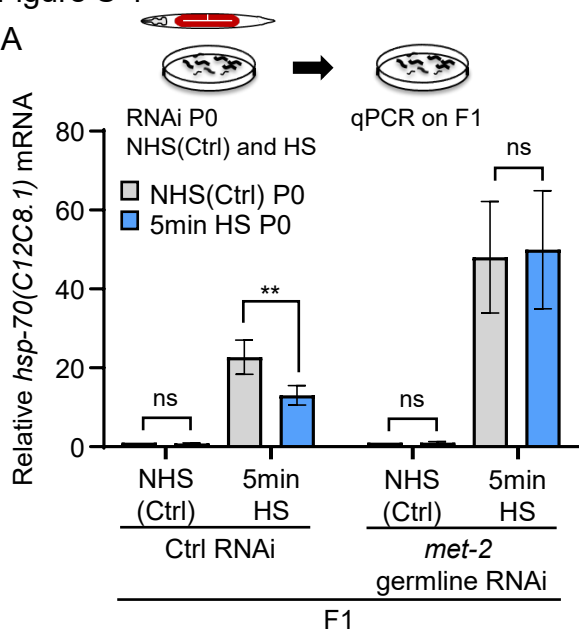 A
RNAi P0
NHS(Ctrl) and HS
qPCR on F1
Relative hsp-70(C12C8.1) mRNA
80
60
40
20
0
NHS(Ctrl) P0
5min HS P0
ns
**
ns
ns
NHS
(Ctrl)
5min
HS
NHS
(Ctrl)
5min
HS
Ctrl RNAi
met-2
germline RNAi
F1